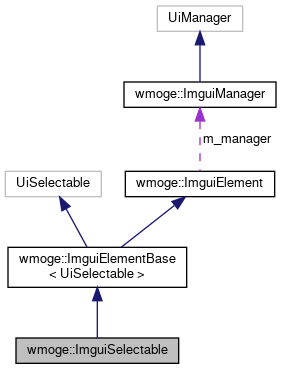 UiManager
wmoge::ImguiManager
m_manager
UiSelectable
wmoge::ImguiElement
wmoge::ImguiElementBase
< UiSelectable >
wmoge::ImguiSelectable